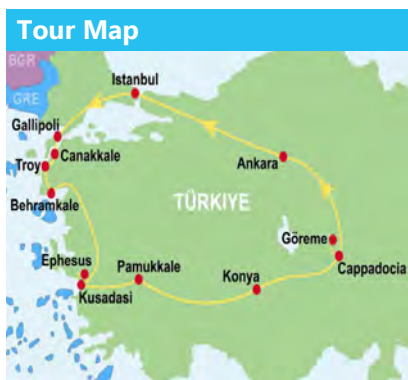 Tour Map
BGR
GRE
Istanbul
Gallipoli
Canakkale
Troy
Ankara
Behramkale
TÜRKIYE
Göreme
Ephesus
Pamukkale
Cappadocia
Konya
Kusadasi